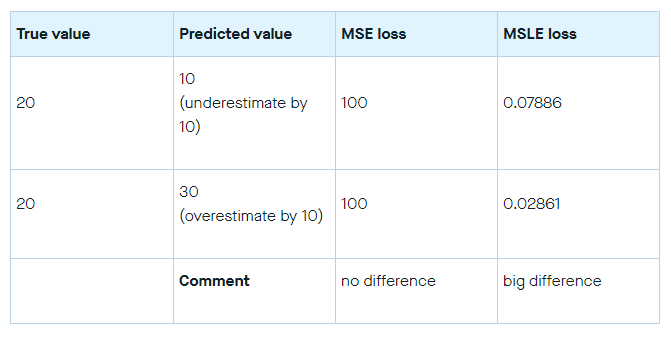 True value Predicted value MSE loss MSLE loss
10
20 (underestimate by 100 0.07886
10)
30
20 (overestimate by 10) 100 0.02861
Comment no difference big difference